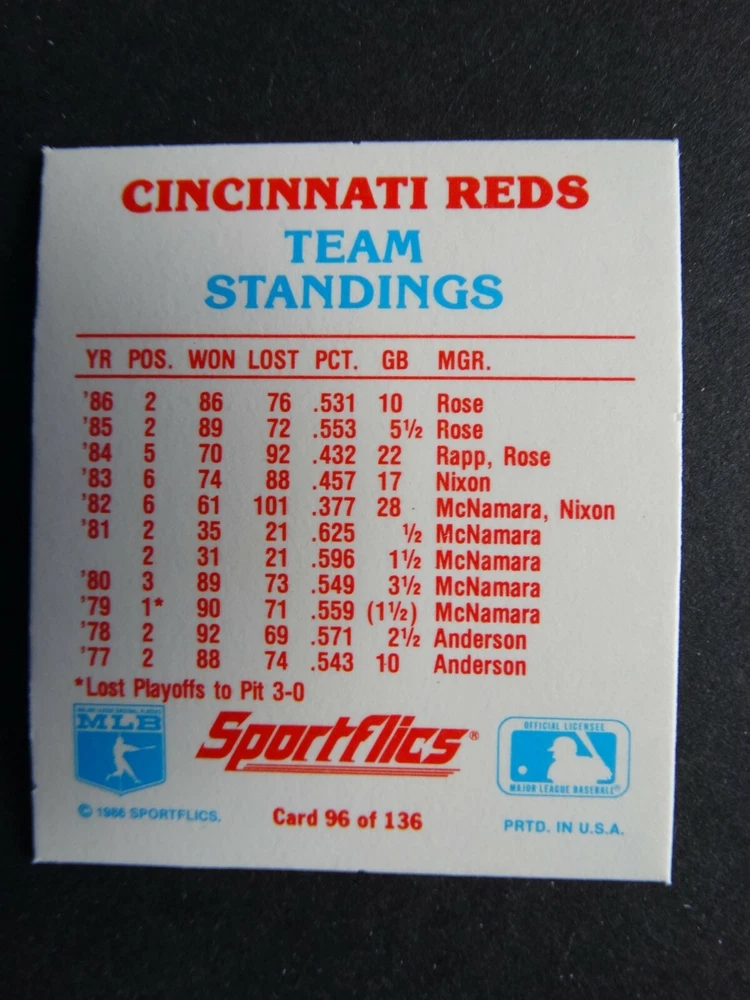 CINCINNATI REDS
TEAM
STANDINGS
YR POS. WON LOST PCT. GB MGR.
'86 2 86 76 .531 10 Rose
'85 2 89 72 .553 5½ Rose
'84 5 70 92 .432 22 Rapp, Rose
'83 6 74 88 .457 17 Nixon
'82 6 61 101 .377 28 McNamara, Nixon
'81 2 35 21 .625 ½ McNamara
2 31 21 .596 1½ McNamara
'80 3 89 73 .549 3½ McNamara
'79 1* 90 71 .559 (1½) McNamara
'78 2 92 69 .571 2½ Anderson
'77 2 88 74 .543 10 Anderson
*Lost Playoffs to Pit 3-0
MAJOR LEAGUE BASEBALL PLAYERS
MLB
Sportflics®
OFFICIAL LICENSEE
MAJOR LEAGUE BASEBALL®
© 1986 SPORTFLICS.
Card 96 of 136
PRTD. IN U.S.A.